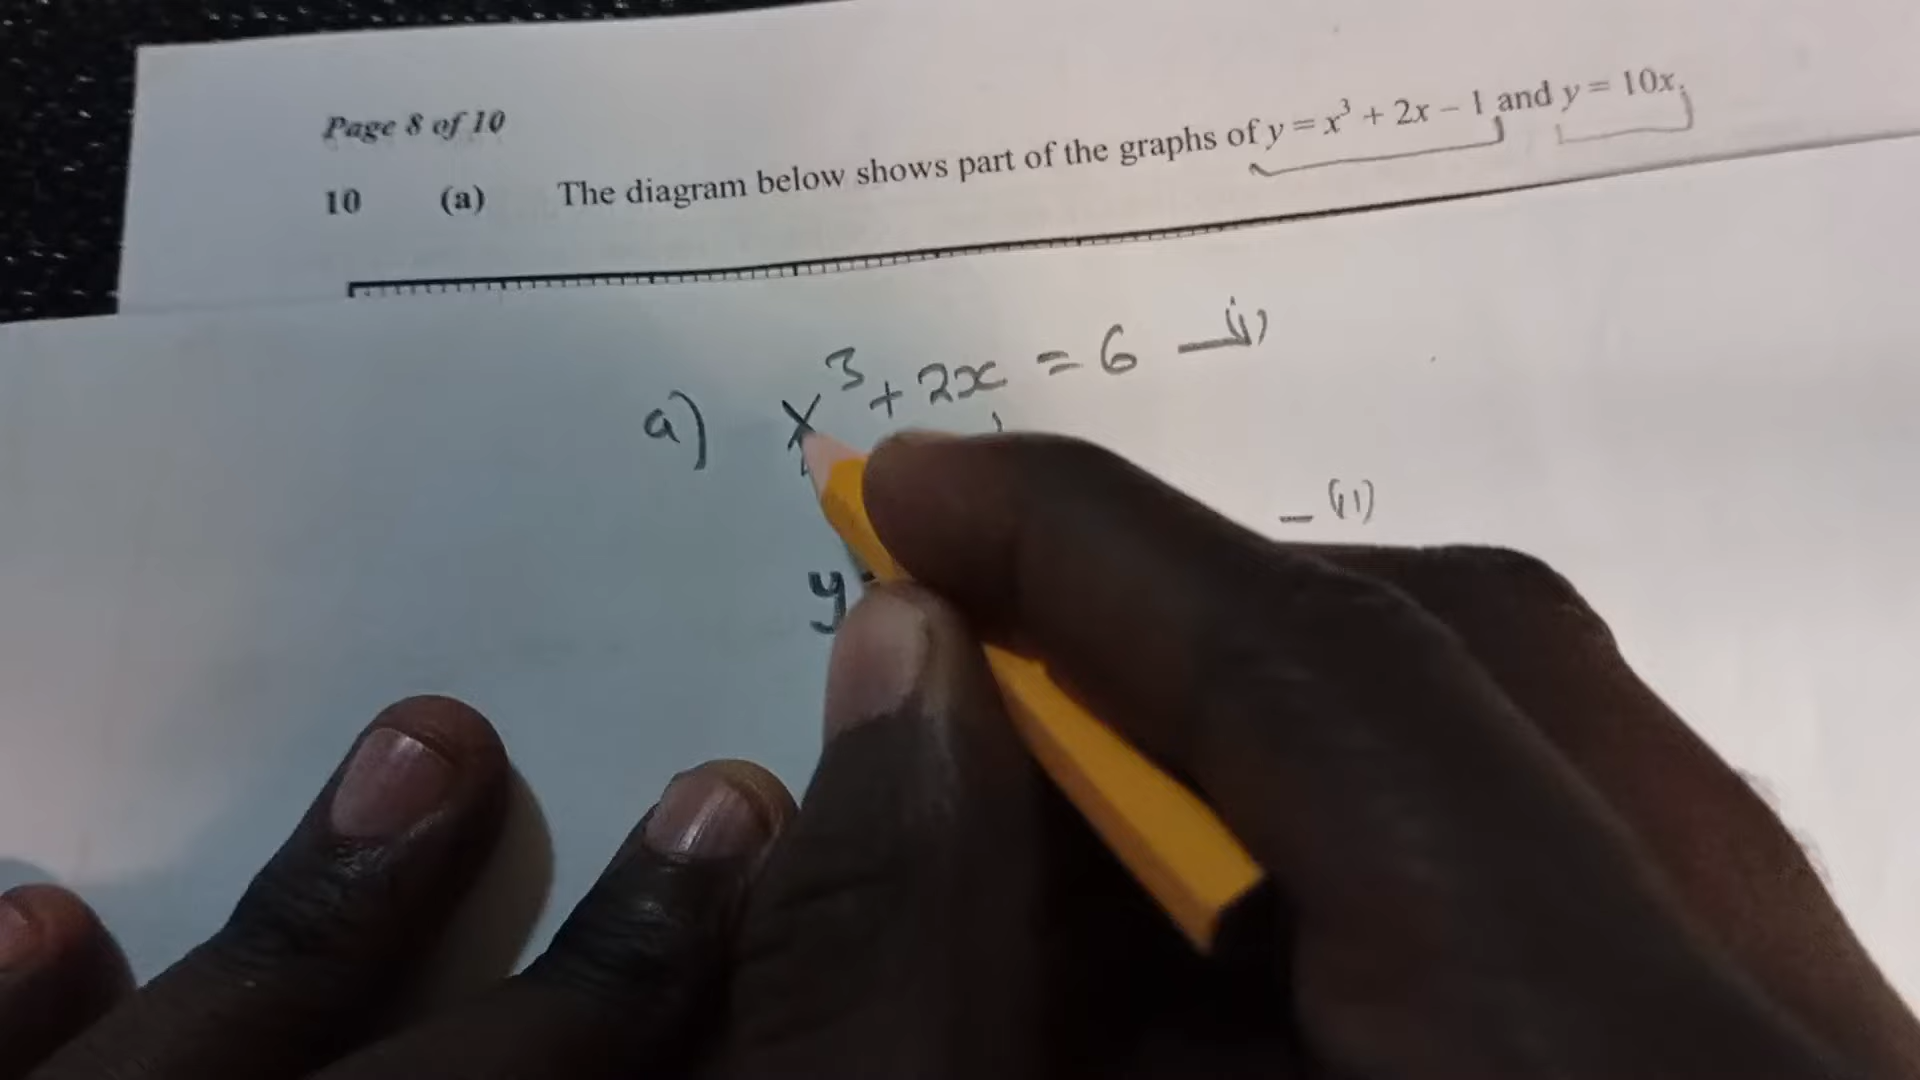 Page 8 of 10
10 (a) The diagram below shows part of the graphs of y = x³ + 2x − 1 and y = 10x.
a) x³ + 2x = 6 — (i)
— (ii)
y